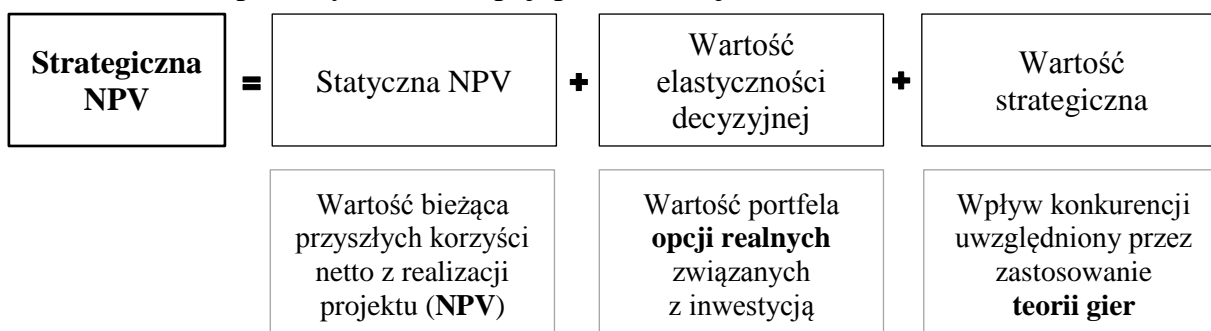 Strategiczna
NPV
=
Statyczna NPV
+
Wartość
elastyczności
decyzyjnej
+
Wartość
strategiczna
Wartość bieżąca
przyszłych korzyści
netto z realizacji
projektu (NPV)
Wartość portfela
opcji realnych
związanych
z inwestycją
Wpływ konkurencji
uwzględniony przez
zastosowanie
teorii gier